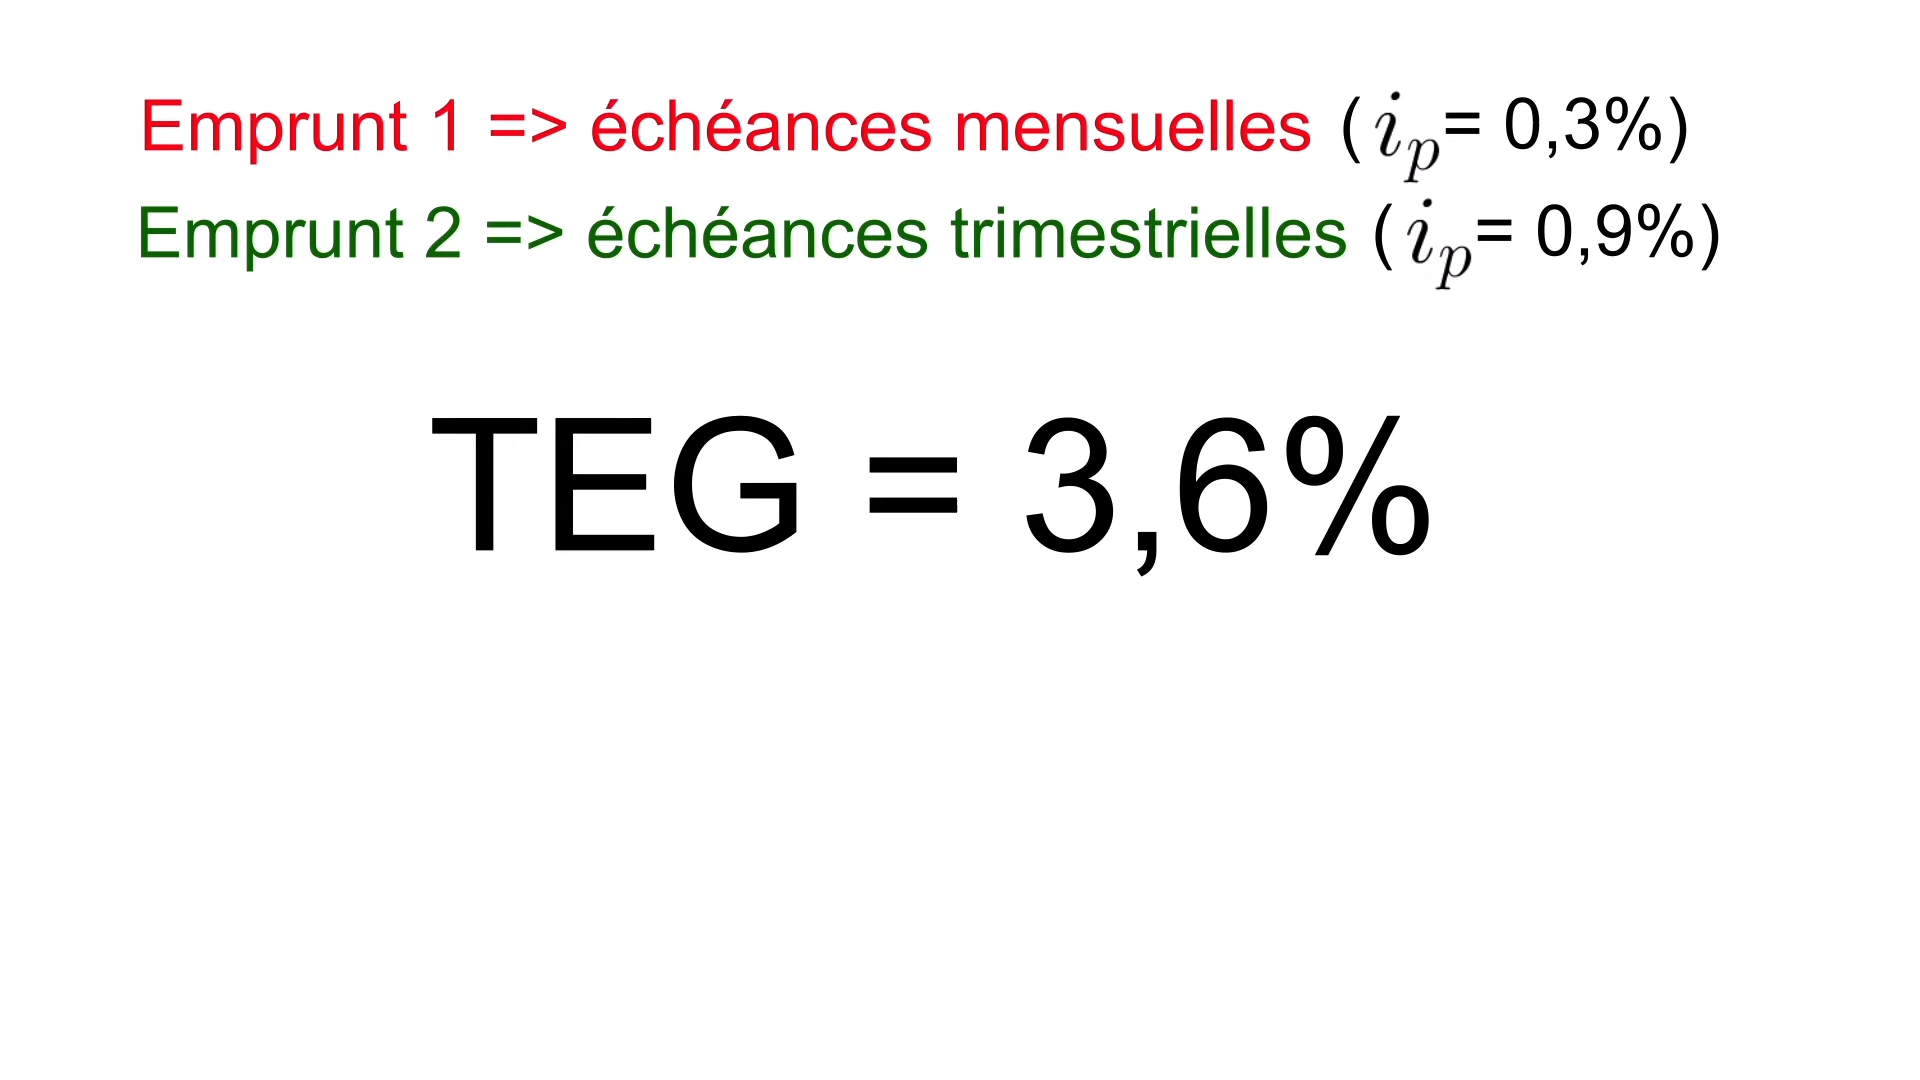 Emprunt 1 => échéances mensuelles (i_p= 0,3%)
Emprunt 2 => échéances trimestrielles (i_p= 0,9%)
TEG = 3,6%